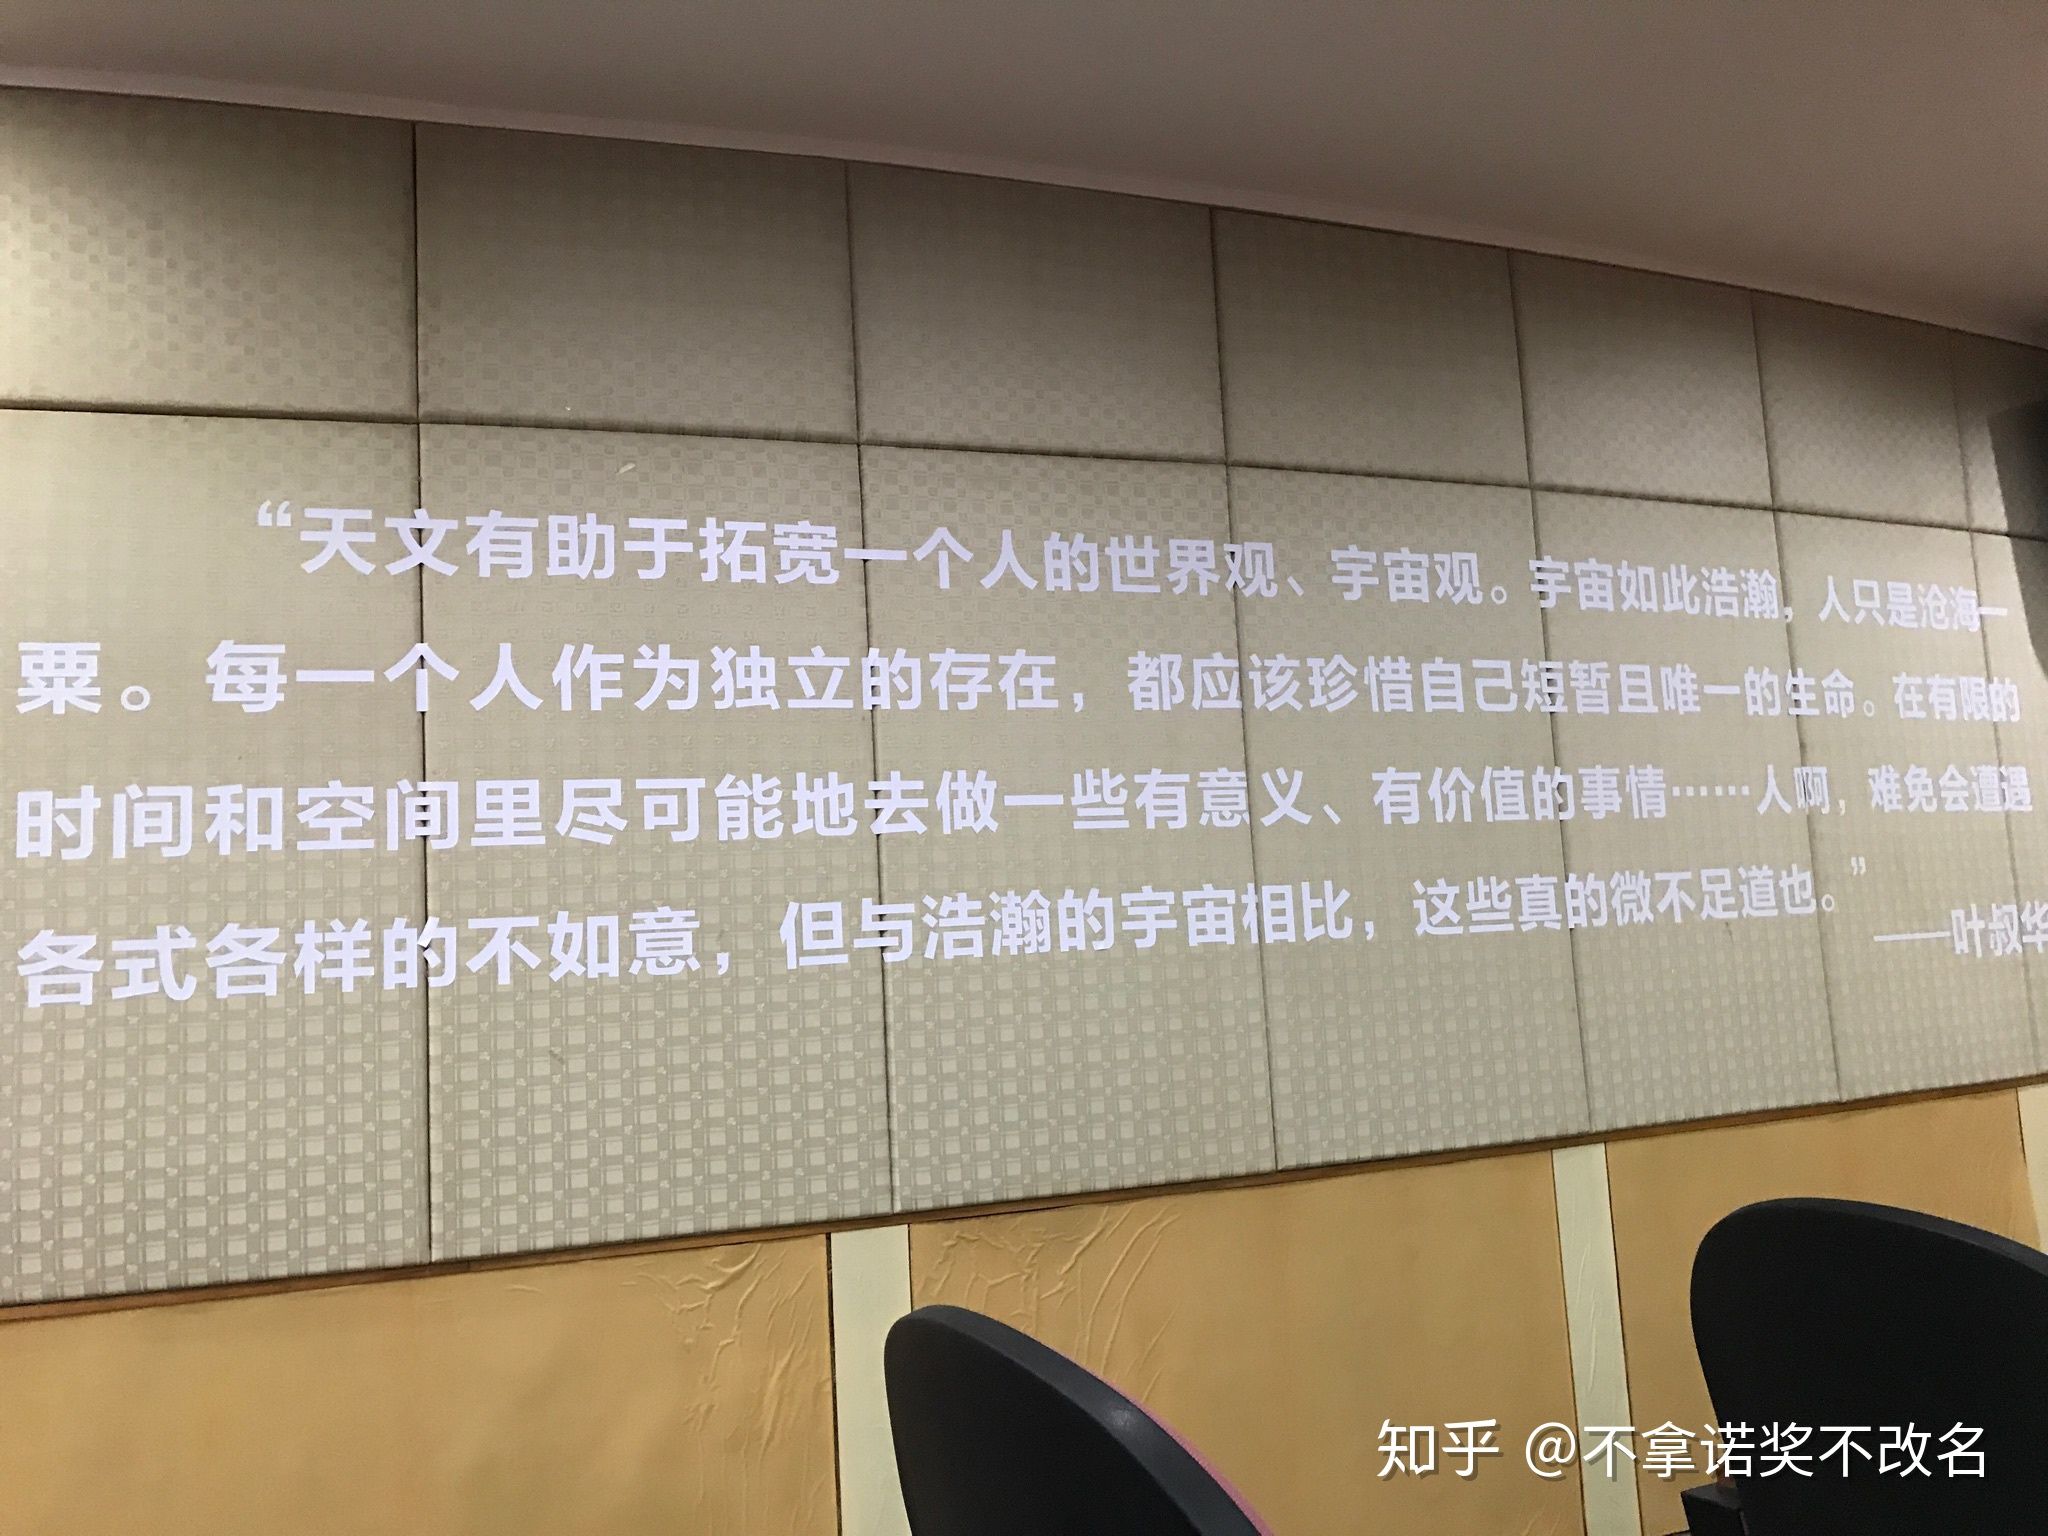 “天文有助于拓宽一个人的世界观、宇宙观。宇宙如此浩瀚，人只是沧海一
粟。每一个人作为独立的存在，都应该珍惜自己短暂且唯一的生命。在有限的
时间和空间里尽可能地去做一些有意义、有价值的事情……人啊，难免会遭遇
各式各样的不如意，但与浩瀚的宇宙相比，这些真的微不足道也。”
——叶叔华
知乎 @不拿诺奖不改名